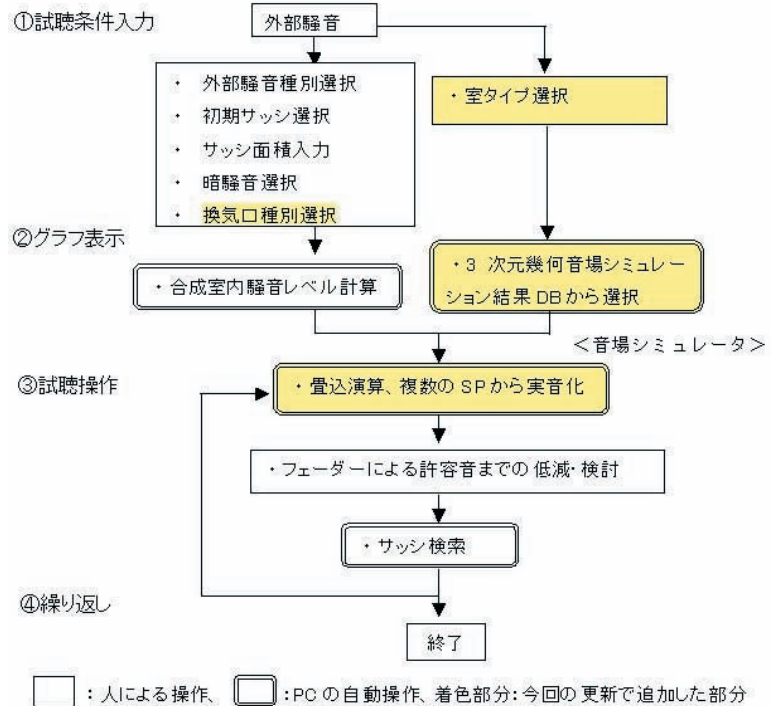 ①試聴条件入力
外部騒音
・ 外部騒音種別選択
・ 初期サッシ選択
・ サッシ面積入力
・ 暗騒音選択
・ 換気口種別選択
・室タイプ選択
②グラフ表示
・合成室内騒音レベル計算
・3 次元幾何音場シミュレー
ション結果 DB から選択
＜音場シミュレータ＞
③試聴操作
・畳込演算、複数の SP から実音化
・フェーダーによる許容音までの低減・検討
・サッシ検索
④繰り返し
終了
：人による操作、 ：PC の自動操作、着色部分：今回の更新で追加した部分